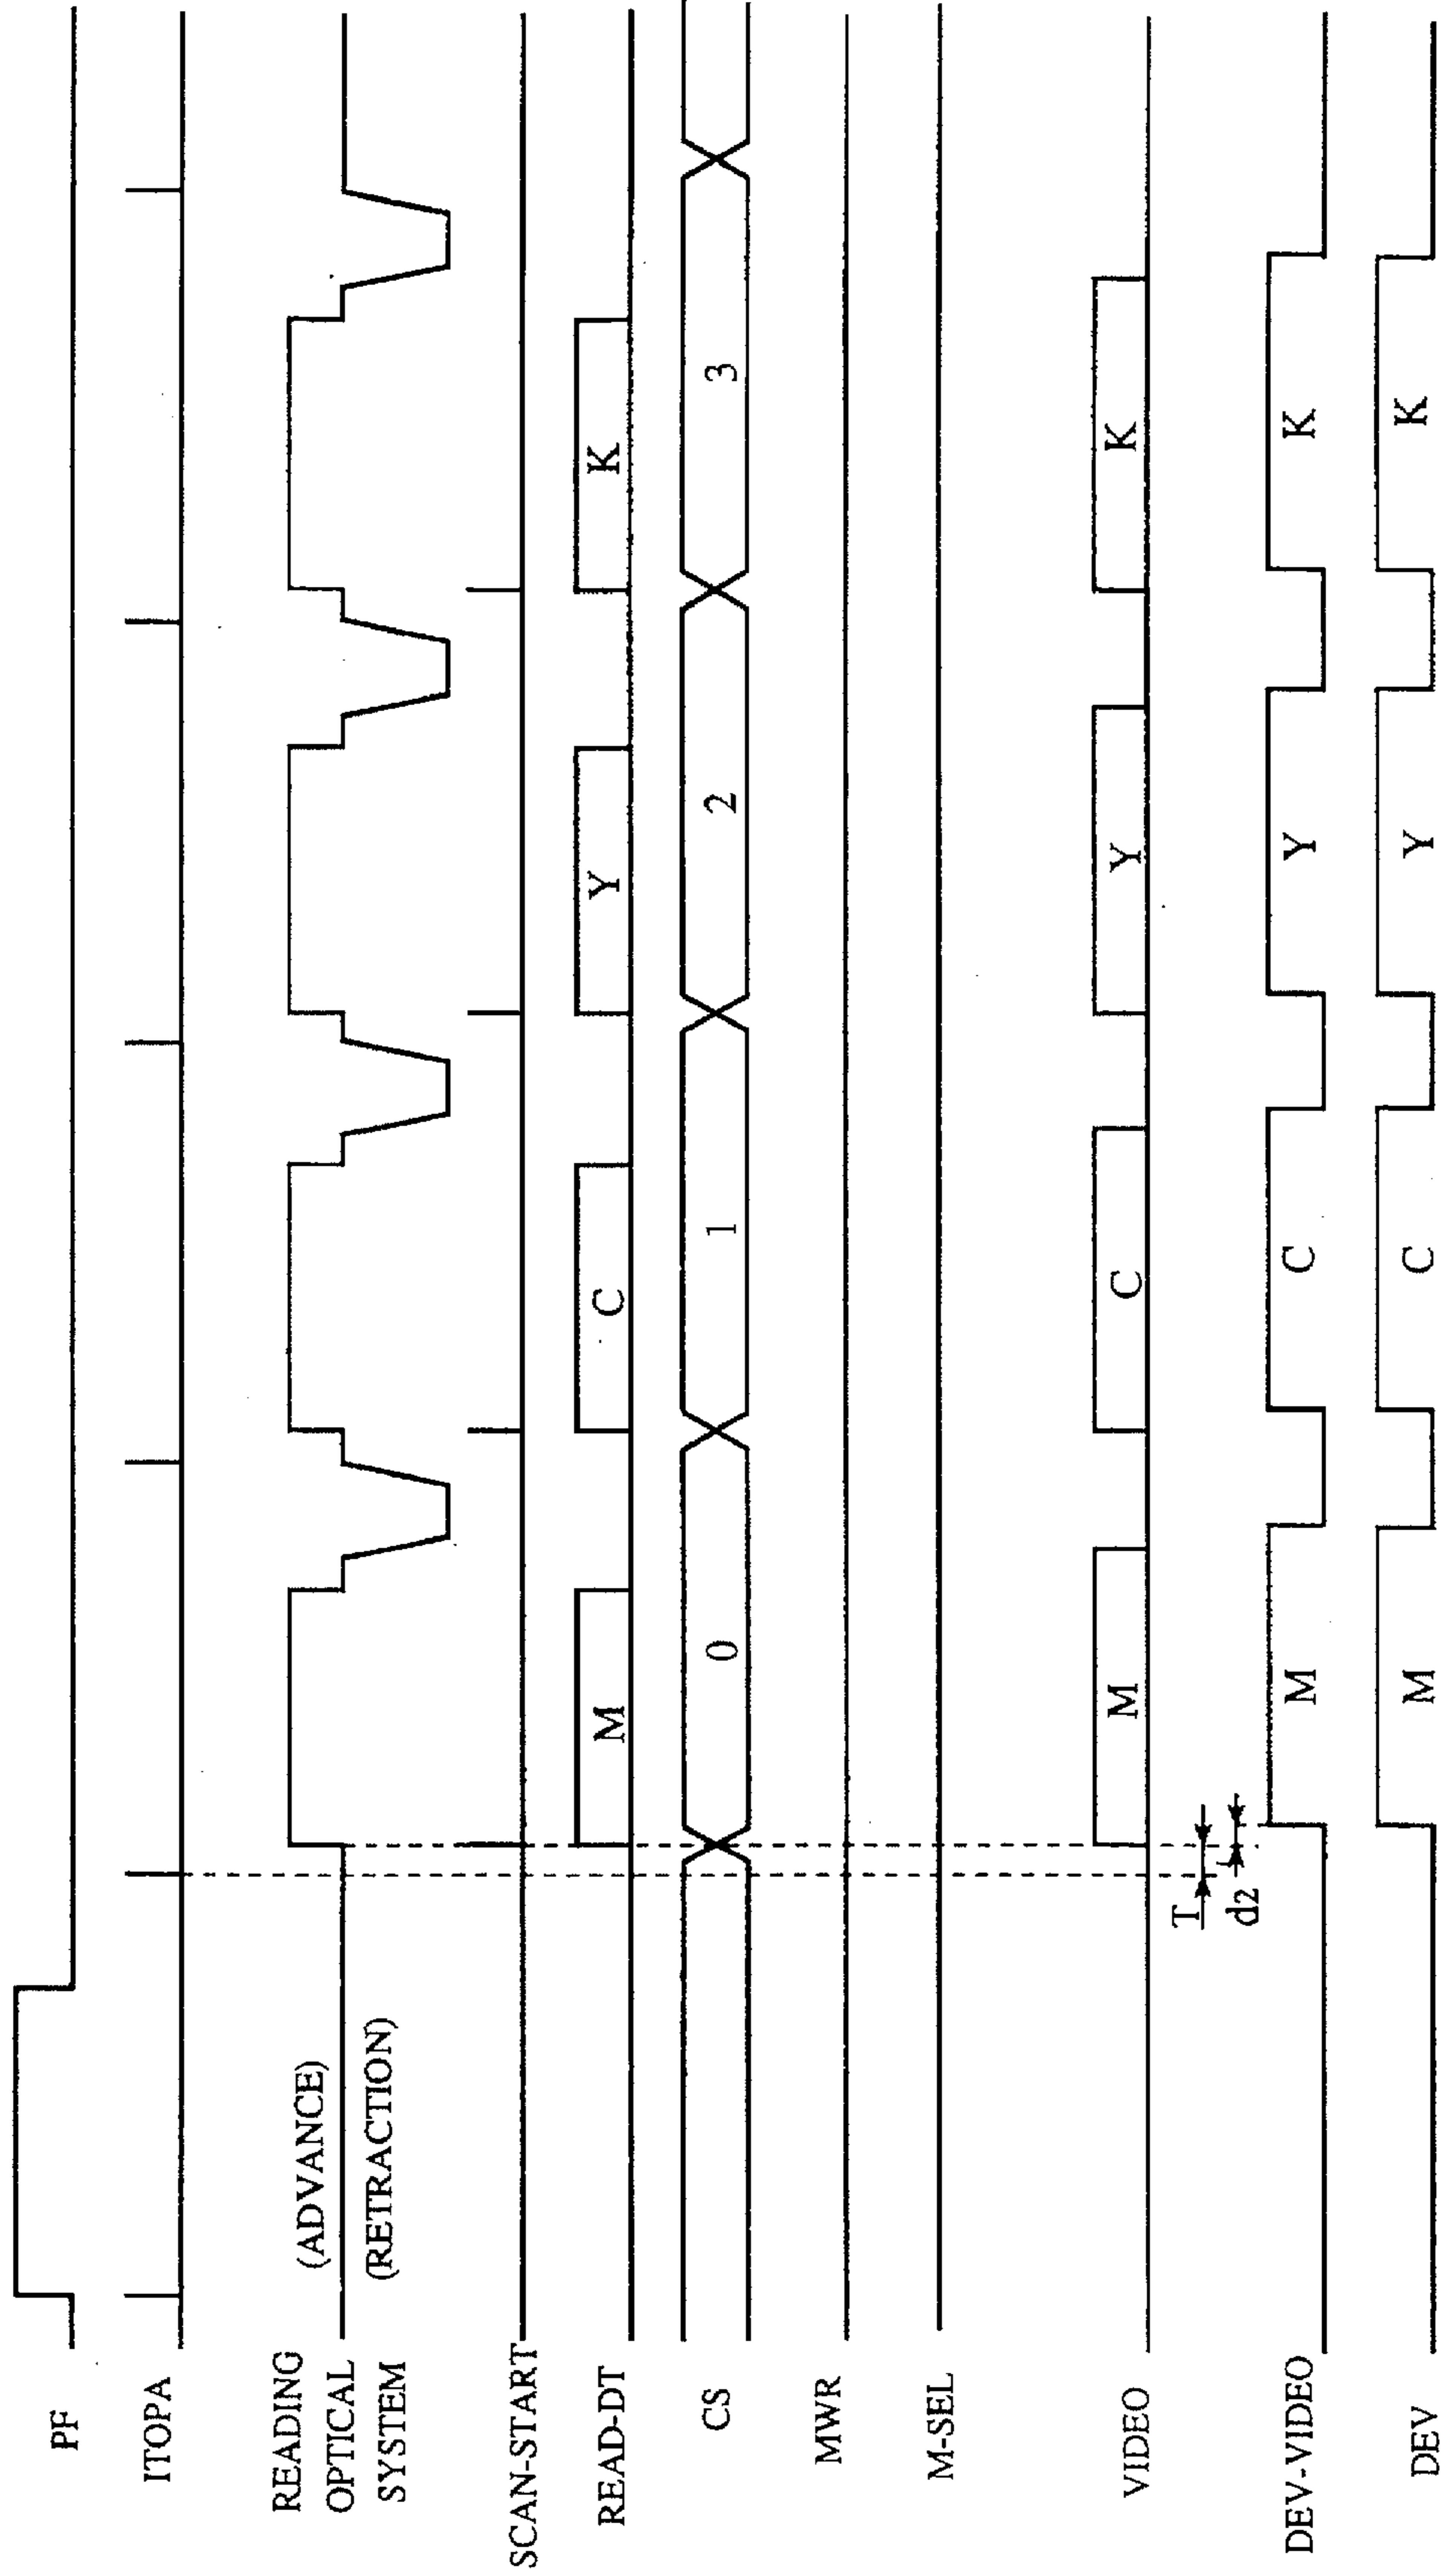 PF
ITOPA
READING
OPTICAL
SYSTEM
(ADVANCE)
(RETRACTION)
SCAN-START
READ-DT
M
C
Y
K
CS
0
1
2
3
MWR
M-SEL
VIDEO
M
C
Y
K
T
d2
DEV-VIDEO
M
C
Y
K
DEV
M
C
Y
K